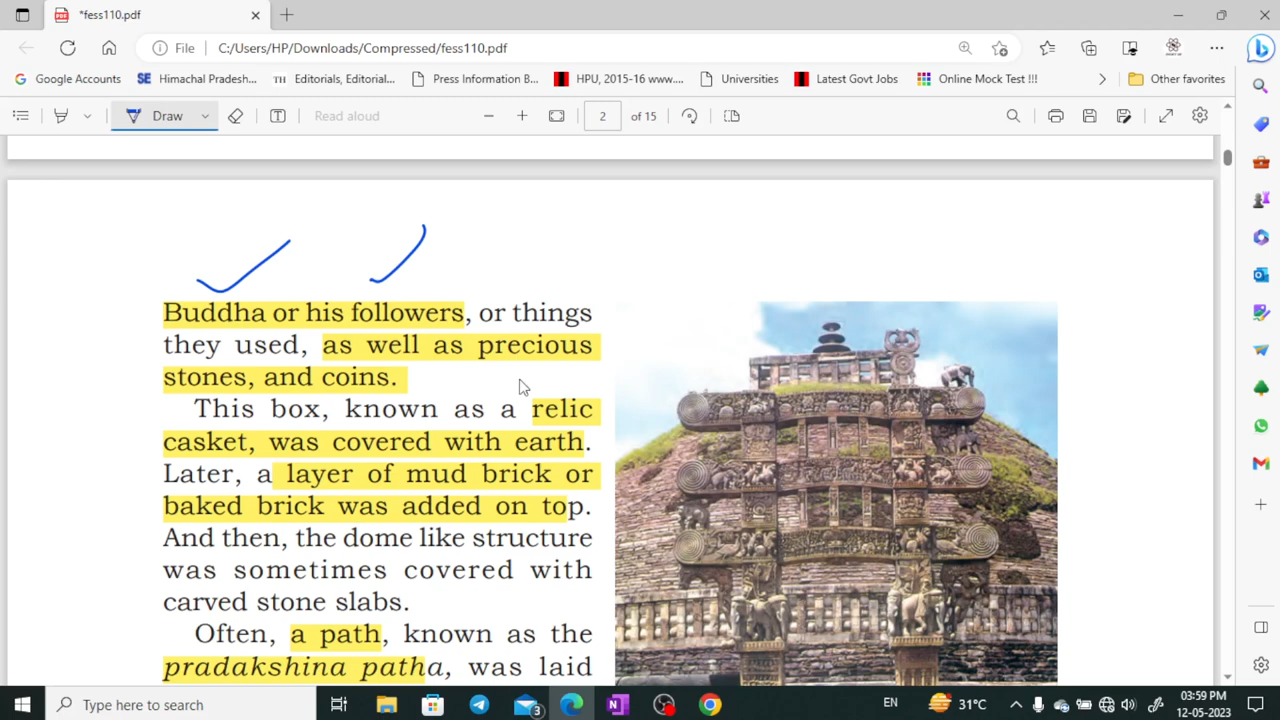 *fess110.pdf
File
C:/Users/HP/Downloads/Compressed/fess110.pdf
Google Accounts
SE Himachal Pradesh...
TH Editorials, Editorial...
Press Information B...
HPU, 2015-16 www....
Universities
Latest Govt Jobs
Online Mock Test !!!
Other favorites
Draw
Read aloud
2 of 15
Buddha or his followers, or things
they used, as well as precious
stones, and coins.
This box, known as a relic
casket, was covered with earth.
Later, a layer of mud brick or
baked brick was added on top.
And then, the dome like structure
was sometimes covered with
carved stone slabs.
Often, a path, known as the
pradakshina patha, was laid
Type here to search
3
EN
31°C
03:59 PM
12-05-2023